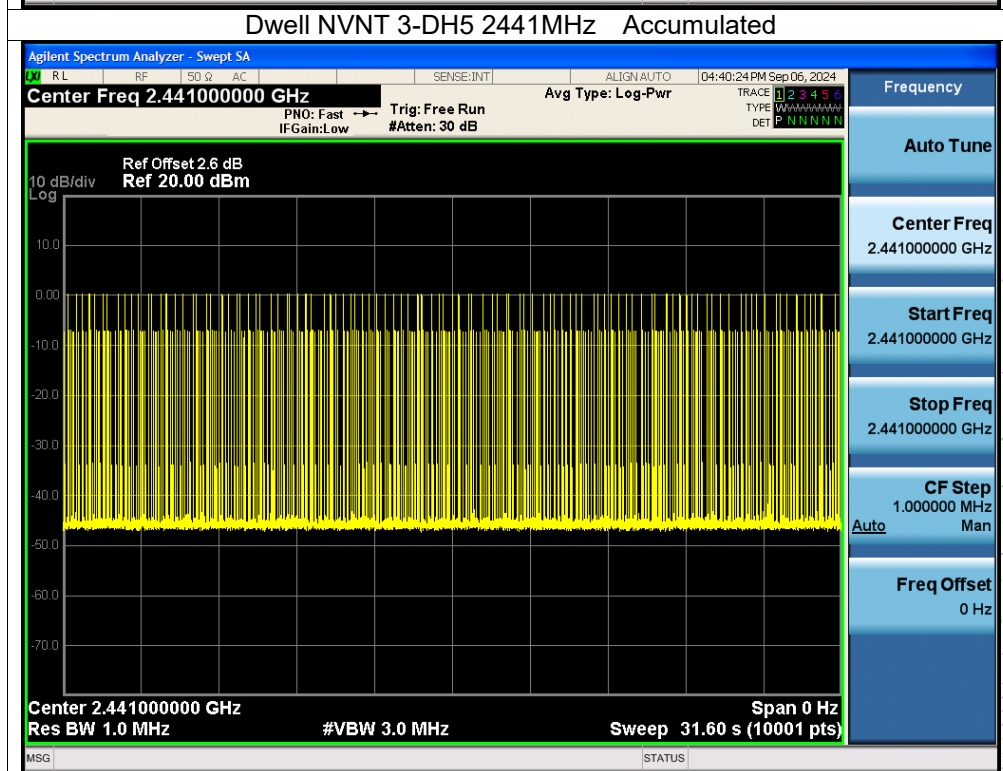 Dwell NVNT 3-DH5 2441MHz Accumulated
Agilent Spectrum Analyzer - Swept SA
LXI RL RF 50 Ω AC SENSE:INT ALIGN AUTO 04:40:24 PM Sep 06, 2024
Center Freq 2.441000000 GHz
PNO: Fast
IFGain:Low
Trig: Free Run
#Atten: 30 dB
Avg Type: Log-Pwr
TRACE 1 2 3 4 5 6
TYPE WWWWWW
DET P N N N N N
Ref Offset 2.6 dB
10 dB/div Ref 20.00 dBm
Log
10.0
0.00
-10.0
-20.0
-30.0
-40.0
-50.0
-60.0
-70.0
Center 2.441000000 GHz Span 0 Hz
Res BW 1.0 MHz #VBW 3.0 MHz Sweep 31.60 s (10001 pts)
MSG STATUS
Frequency
Auto Tune
Center Freq
2.441000000 GHz
Start Freq
2.441000000 GHz
Stop Freq
2.441000000 GHz
CF Step
1.000000 MHz
Auto Man
Freq Offset
0 Hz